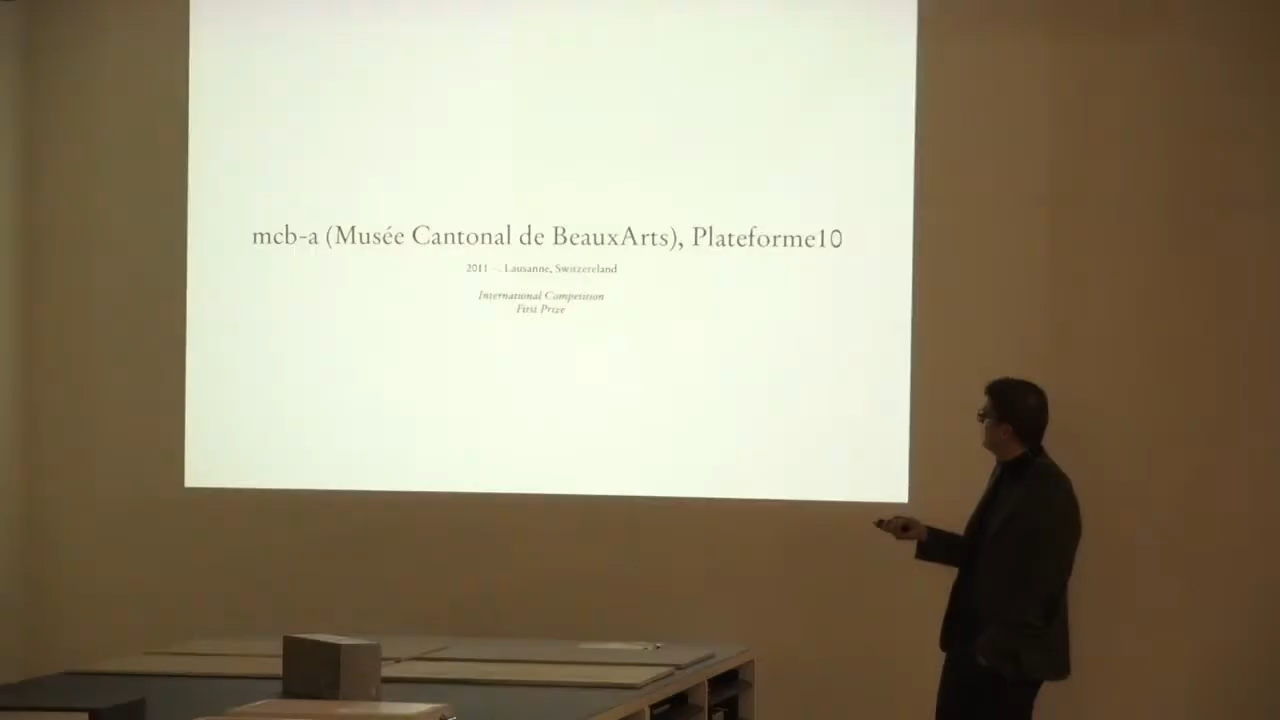 mcb-a (Musée Cantonal de BeauxArts), Plateforme10
2011 –. Lausanne, Switzereland
International Competition
First Prize